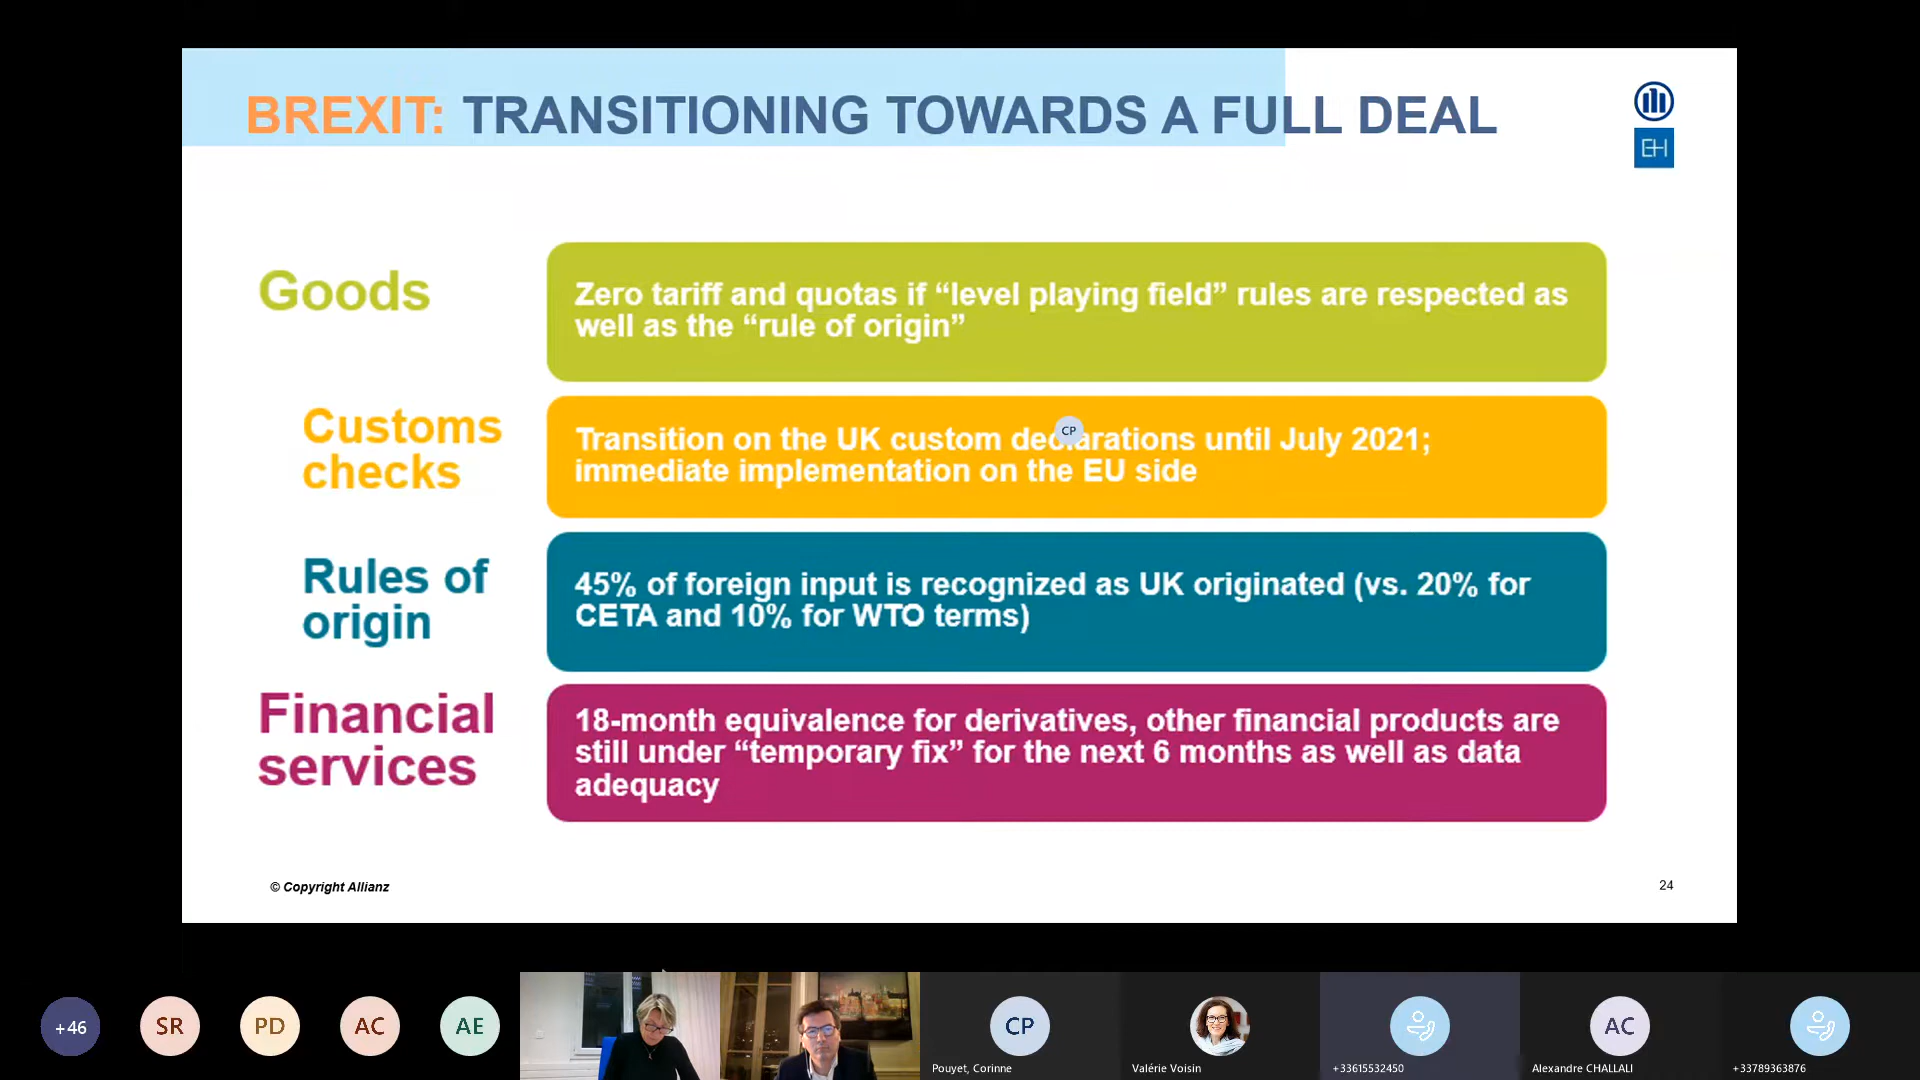 BREXIT: TRANSITIONING TOWARDS A FULL DEAL
EH
Goods
Zero tariff and quotas if “level playing field” rules are respected as
well as the “rule of origin”
Customs
checks
Transition on the UK custom declarations until July 2021;
immediate implementation on the EU side
CP
Rules of
origin
45% of foreign input is recognized as UK originated (vs. 20% for
CETA and 10% for WTO terms)
Financial
services
18-month equivalence for derivatives, other financial products are
still under “temporary fix” for the next 6 months as well as data
adequacy
© Copyright Allianz
24
+46
SR
PD
AC
AE
CP
AC
Pouyet, Corinne
Valérie Voisin
+33615532450
Alexandre CHALLALI
+33789363876